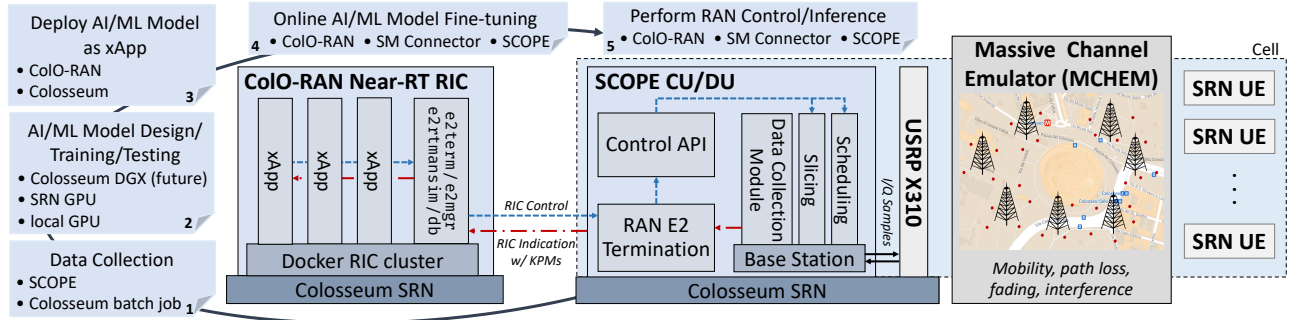 Deploy AI/ML Model
as xApp
• ColO-RAN
• Colosseum
3
AI/ML Model Design/
Training/Testing
• Colosseum DGX (future)
• SRN GPU
• local GPU
2
Data Collection
• SCOPE
• Colosseum batch job
1
Online AI/ML Model Fine-tuning
4
• ColO-RAN • SM Connector • SCOPE
Perform RAN Control/Inference
5
• ColO-RAN • SM Connector • SCOPE
ColO-RAN Near-RT RIC
xApp
xApp
xApp
e2term/e2mgr
e2rtmansim/db
Docker RIC cluster
Colosseum SRN
RIC Control
RIC Indication
w/ KPMs
SCOPE CU/DU
Control API
RAN E2
Termination
Data Collection
Module
Slicing
Scheduling
Base Station
Colosseum SRN
I/Q Samples
USRP X310
Massive Channel
Emulator (MCHEM)
Mobility, path loss,
fading, interference
Cell
SRN UE
SRN UE
SRN UE